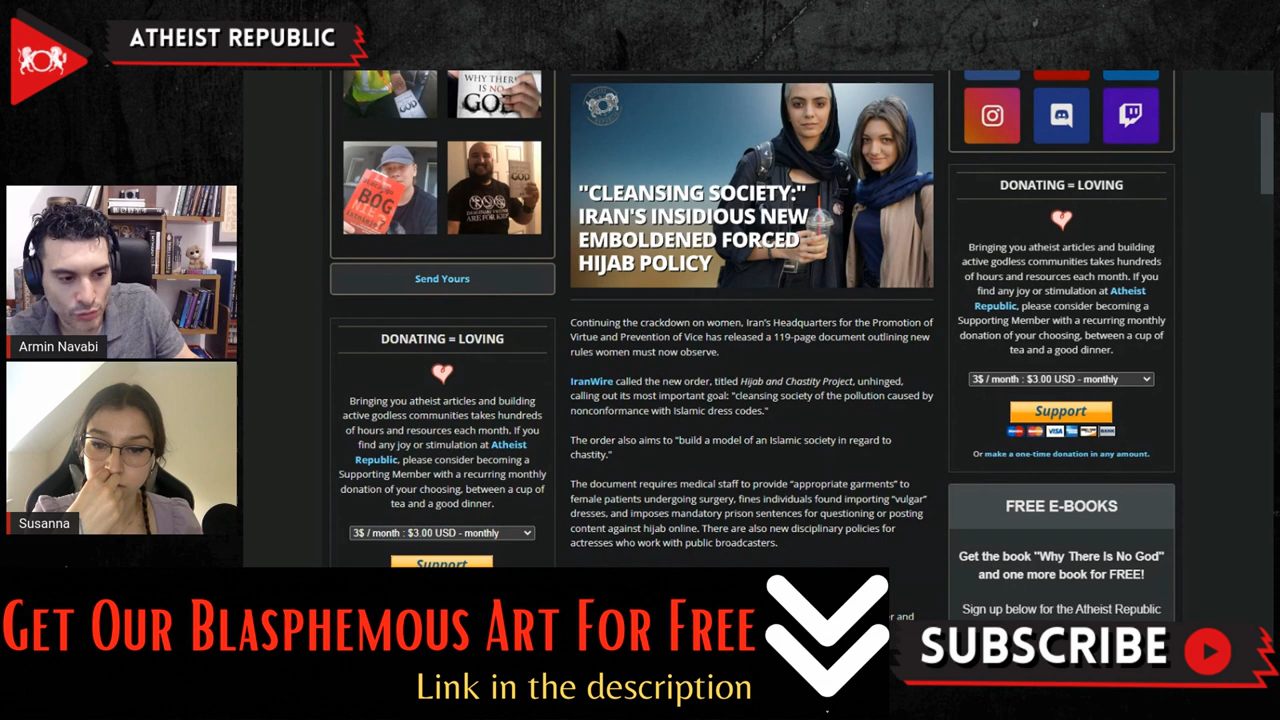 ATHEIST REPUBLIC
WHY THERE
IS NO
GOD
BOG
ARE FOR KIDS
Send Yours
DONATING = LOVING
Bringing you atheist articles and building
active godless communities takes hundreds
of hours and resources each month. If you
find any joy or stimulation at Atheist
Republic, please consider becoming a
Supporting Member with a recurring monthly
donation of your choosing, between a cup of
tea and a good dinner.
3$ / month : $3.00 USD - monthly
Support
"CLEANSING SOCIETY:"
IRAN'S INSIDIOUS NEW
EMBOLDENED FORCED
HIJAB POLICY
Continuing the crackdown on women, Iran's Headquarters for the Promotion of
Virtue and Prevention of Vice has released a 119-page document outlining new
rules women must now observe.
IranWire called the new order, titled Hijab and Chastity Project, unhinged,
calling out its most important goal: "cleansing society of the pollution caused by
nonconformance with Islamic dress codes."
The order also aims to "build a model of an Islamic society in regard to
chastity."
The document requires medical staff to provide "appropriate garments" to
female patients undergoing surgery, fines individuals found importing "vulgar"
dresses, and imposes mandatory prison sentences for questioning or posting
content against hijab online. There are also new disciplinary policies for
actresses who work with public broadcasters.
r and
DONATING = LOVING
Bringing you atheist articles and building
active godless communities takes hundreds
of hours and resources each month. If you
find any joy or stimulation at Atheist
Republic, please consider becoming a
Supporting Member with a recurring monthly
donation of your choosing, between a cup of
tea and a good dinner.
3$ / month : $3.00 USD - monthly
Support
VISA
Or make a one-time donation in any amount.
FREE E-BOOKS
Get the book "Why There Is No God"
and one more book for FREE!
Sign up below for the Atheist Republic
Armin Navabi
Susanna
GET OUR BLASPHEMOUS ART FOR FREE
Link in the description
SUBSCRIBE